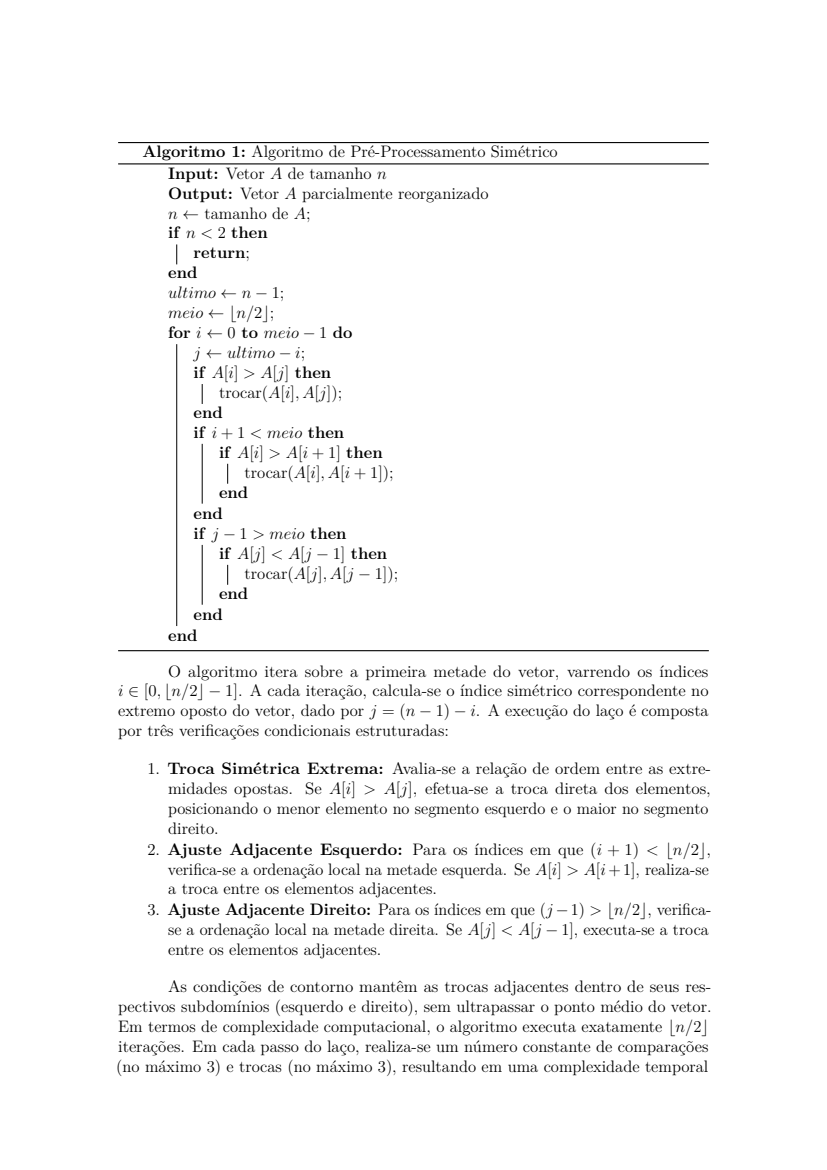 Algoritmo 1: Algoritmo de Pré-Processamento Simétrico
Input: Vetor A de tamanho n
Output: Vetor A parcialmente reorganizado
n ← tamanho de A;
if n < 2 then
return;
end
ultimo ← n − 1;
meio ← ⌊n/2⌋;
for i ← 0 to meio − 1 do
j ← ultimo − i;
if A[i] > A[j] then
trocar(A[i], A[j]);
end
if i + 1 < meio then
if A[i] > A[i + 1] then
trocar(A[i], A[i + 1]);
end
end
if j − 1 > meio then
if A[j] < A[j − 1] then
trocar(A[j], A[j − 1]);
end
end
end
O algoritmo itera sobre a primeira metade do vetor, varrendo os índices
i ∈ [0, ⌊n/2⌋ − 1]. A cada iteração, calcula-se o índice simétrico correspondente no
extremo oposto do vetor, dado por j = (n − 1) − i. A execução do laço é composta
por três verificações condicionais estruturadas:
1. Troca Simétrica Extrema: Avalia-se a relação de ordem entre as extre-
midades opostas. Se A[i] > A[j], efetua-se a troca direta dos elementos,
posicionando o menor elemento no segmento esquerdo e o maior no segmento
direito.
2. Ajuste Adjacente Esquerdo: Para os índices em que (i + 1) < ⌊n/2⌋,
verifica-se a ordenação local na metade esquerda. Se A[i] > A[i+1], realiza-se
a troca entre os elementos adjacentes.
3. Ajuste Adjacente Direito: Para os índices em que (j−1) > ⌊n/2⌋, verifica-
se a ordenação local na metade direita. Se A[j] < A[j − 1], executa-se a troca
entre os elementos adjacentes.
As condições de contorno mantêm as trocas adjacentes dentro de seus res-
pectivos subdomínios (esquerdo e direito), sem ultrapassar o ponto médio do vetor.
Em termos de complexidade computacional, o algoritmo executa exatamente ⌊n/2⌋
iterações. Em cada passo do laço, realiza-se um número constante de comparações
(no máximo 3) e trocas (no máximo 3), resultando em uma complexidade temporal